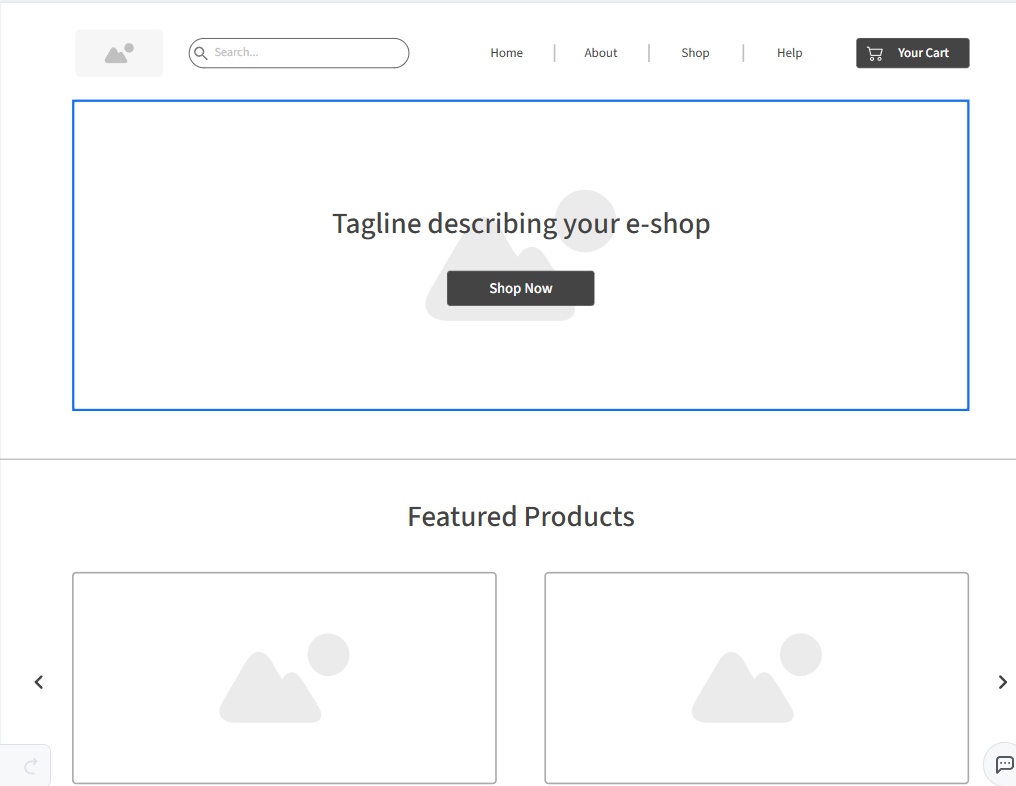 Search...
Home
About
Shop
Help
Your Cart
Tagline describing your e-shop
Shop Now
Featured Products